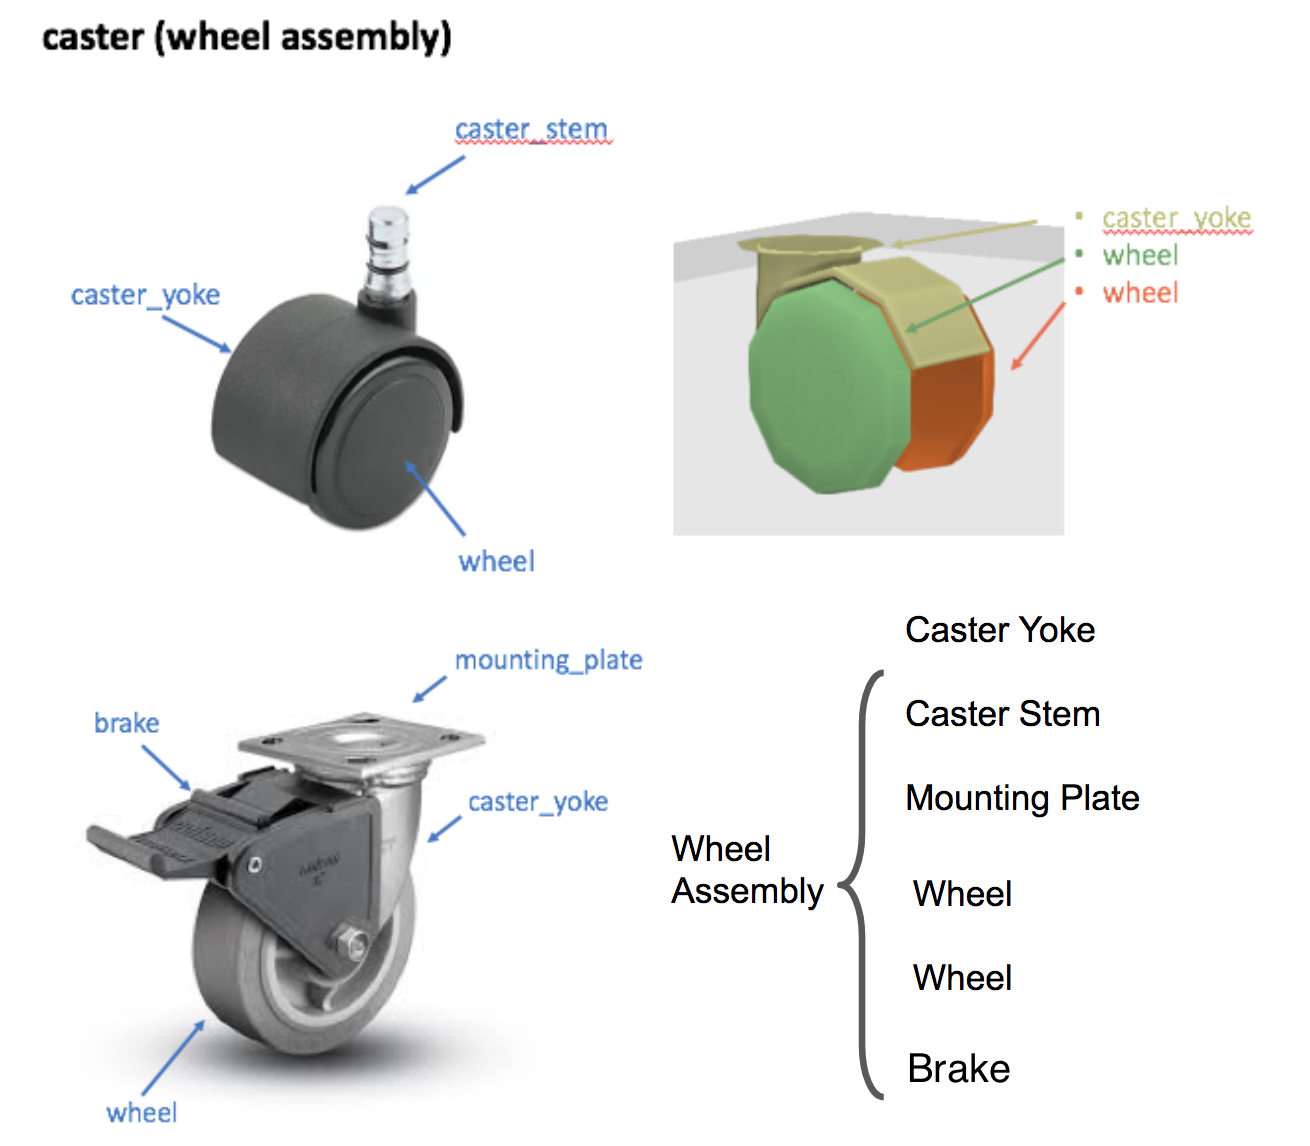 caster (wheel assembly)
caster_stem
caster_yoke
wheel
• caster_yoke
• wheel
• wheel
mounting_plate
brake
caster_yoke
wheel
Caster Yoke
Caster Stem
Mounting Plate
Wheel
Assembly
Wheel
Wheel
Brake